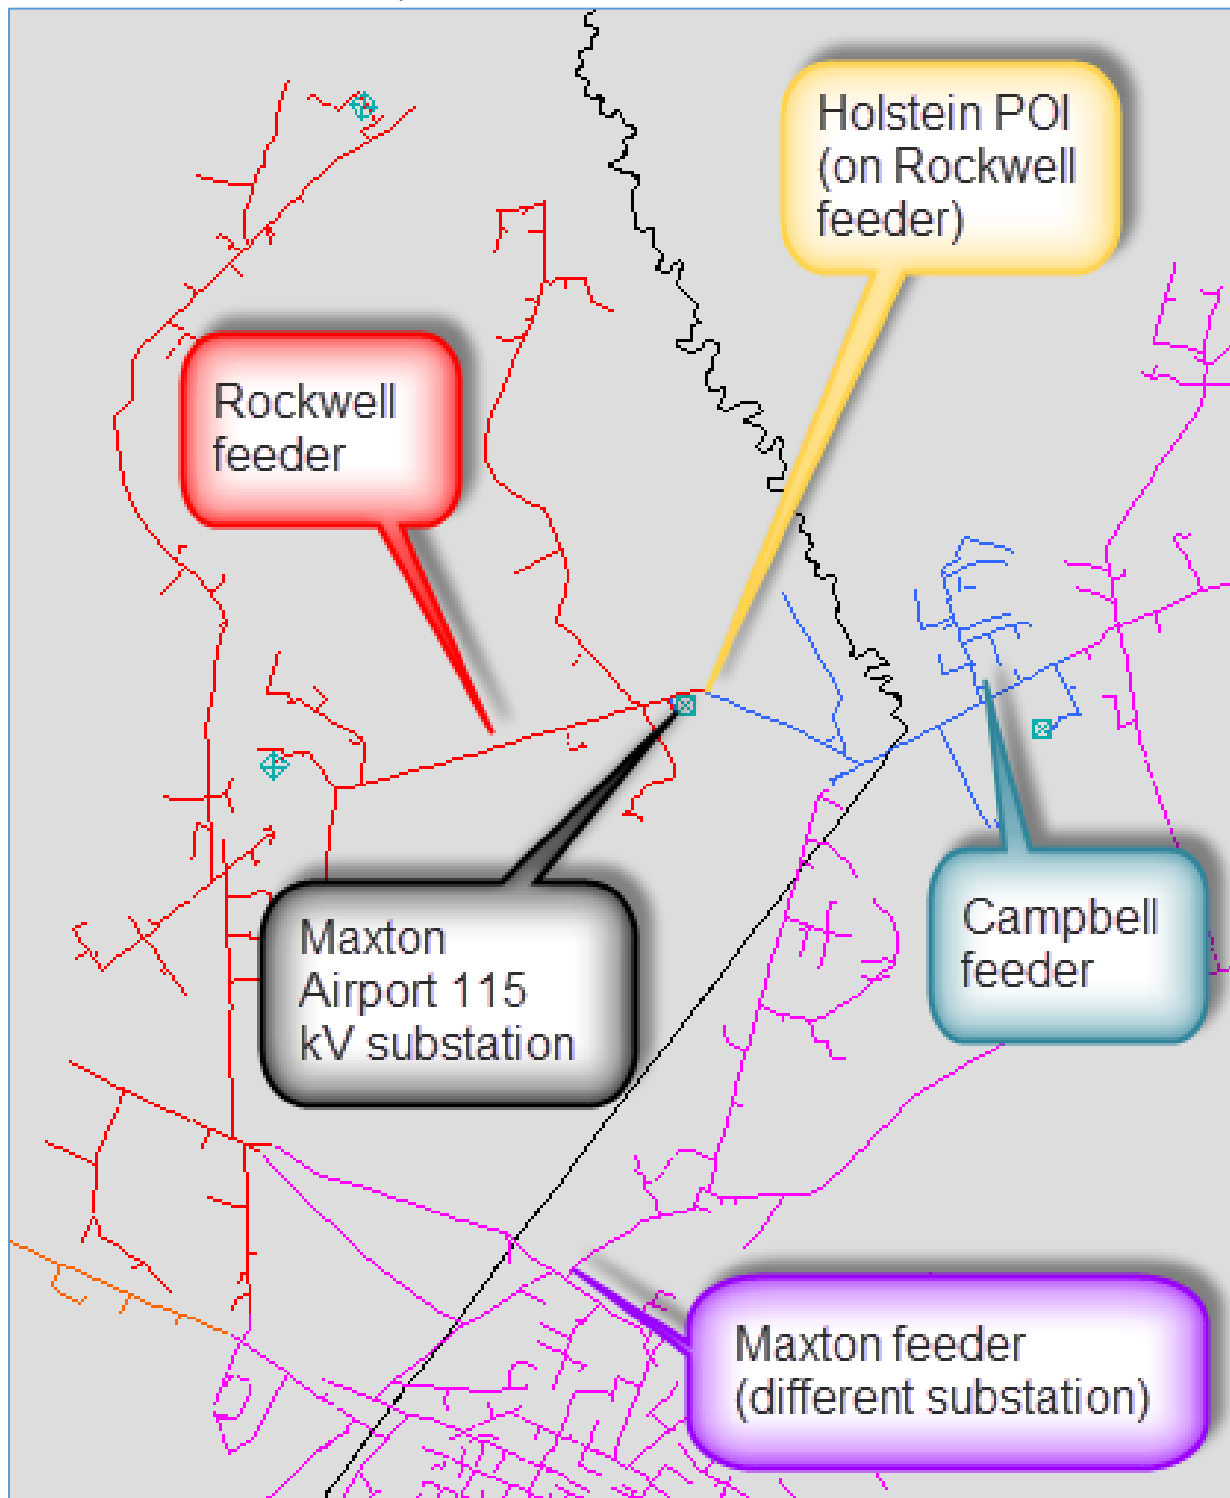 Holstein POI
(on Rockwell
feeder)
Rockwell
feeder
Maxton
Airport 115
kV substation
Campbell
feeder
Maxton feeder
(different substation)